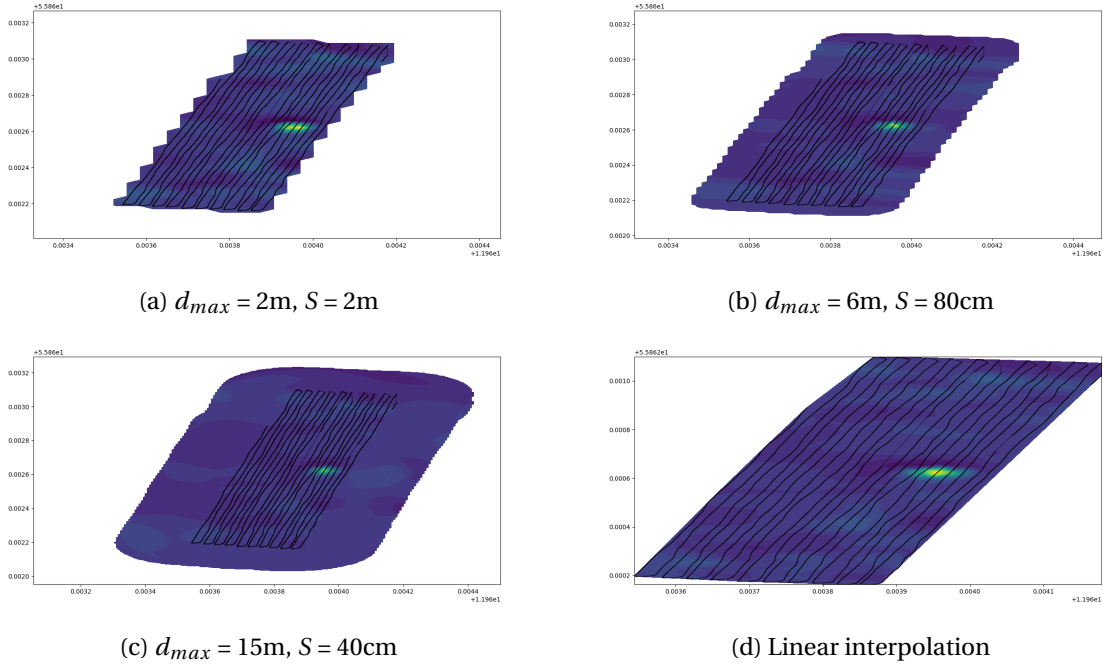 +5.586e1
0.0032
0.0030
0.0028
0.0026
0.0024
0.0022
0.0034 0.0036 0.0038 0.0040 0.0042 0.0044
+1.196e1
(a) d_max = 2m, S = 2m
+5.586e1
0.0032
0.0030
0.0028
0.0026
0.0024
0.0022
0.0020
0.0034 0.0036 0.0038 0.0040 0.0042 0.0044
+1.196e1
(b) d_max = 6m, S = 80cm
+5.586e1
0.0032
0.0030
0.0028
0.0026
0.0024
0.0022
0.0020
0.0032 0.0034 0.0036 0.0038 0.0040 0.0042 0.0044
+1.196e1
(c) d_max = 15m, S = 40cm
+5.5862e1
0.0010
0.0008
0.0006
0.0004
0.0002
0.0036 0.0037 0.0038 0.0039 0.0040 0.0041
+1.196e1
(d) Linear interpolation